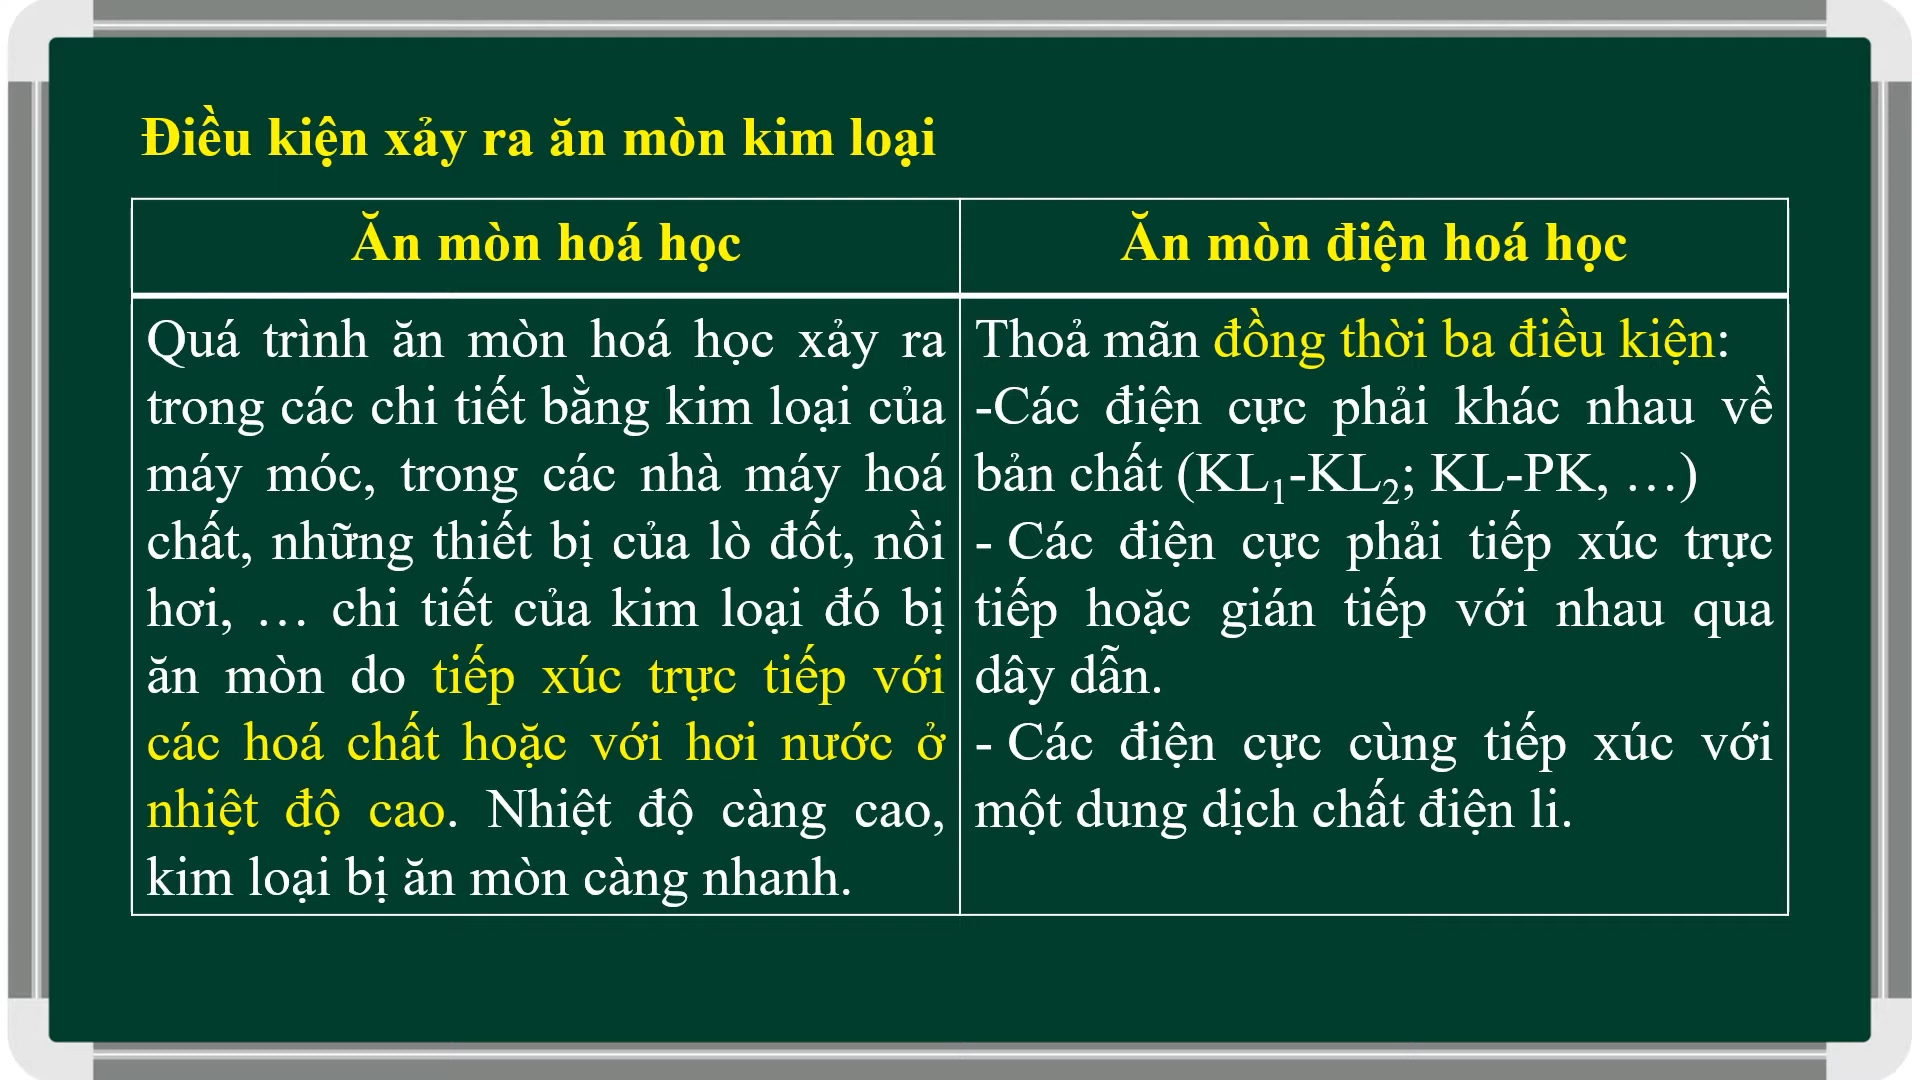 Điều kiện xảy ra ăn mòn kim loại
Ăn mòn hoá học
Ăn mòn điện hoá học
Quá trình ăn mòn hoá học xảy ra
trong các chi tiết bằng kim loại của
máy móc, trong các nhà máy hoá
chất, những thiết bị của lò đốt, nồi
hơi, … chi tiết của kim loại đó bị
ăn mòn do tiếp xúc trực tiếp với
các hoá chất hoặc với hơi nước ở
nhiệt độ cao. Nhiệt độ càng cao,
kim loại bị ăn mòn càng nhanh.
Thoả mãn đồng thời ba điều kiện:
-Các điện cực phải khác nhau về
bản chất (KL₁-KL₂; KL-PK, …)
- Các điện cực phải tiếp xúc trực
tiếp hoặc gián tiếp với nhau qua
dây dẫn.
- Các điện cực cùng tiếp xúc với
một dung dịch chất điện li.